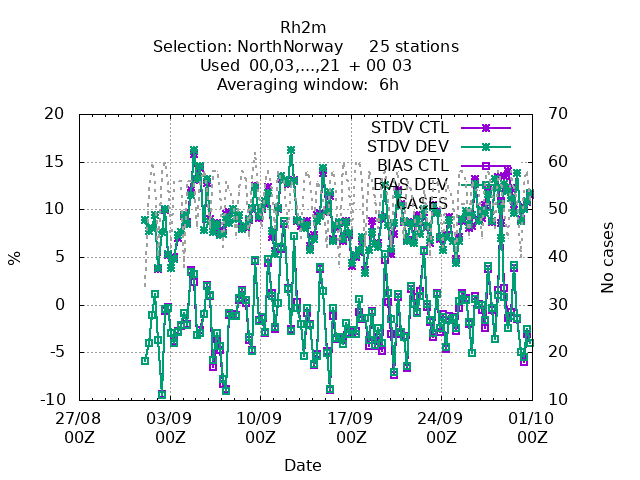 Rh2m
Selection: NorthNorway 25 stations
Used 00,03,...,21 + 00 03
Averaging window: 6h
20 70
STDV CTL
STDV DEV
15 60
BIAS CTL
BIAS DEV
CASES
10 50
5 40
% No cases
0 30
-5 20
-10 10
27/08 03/09 10/09 17/09 24/09 01/10
00Z 00Z 00Z 00Z 00Z 00Z
Date